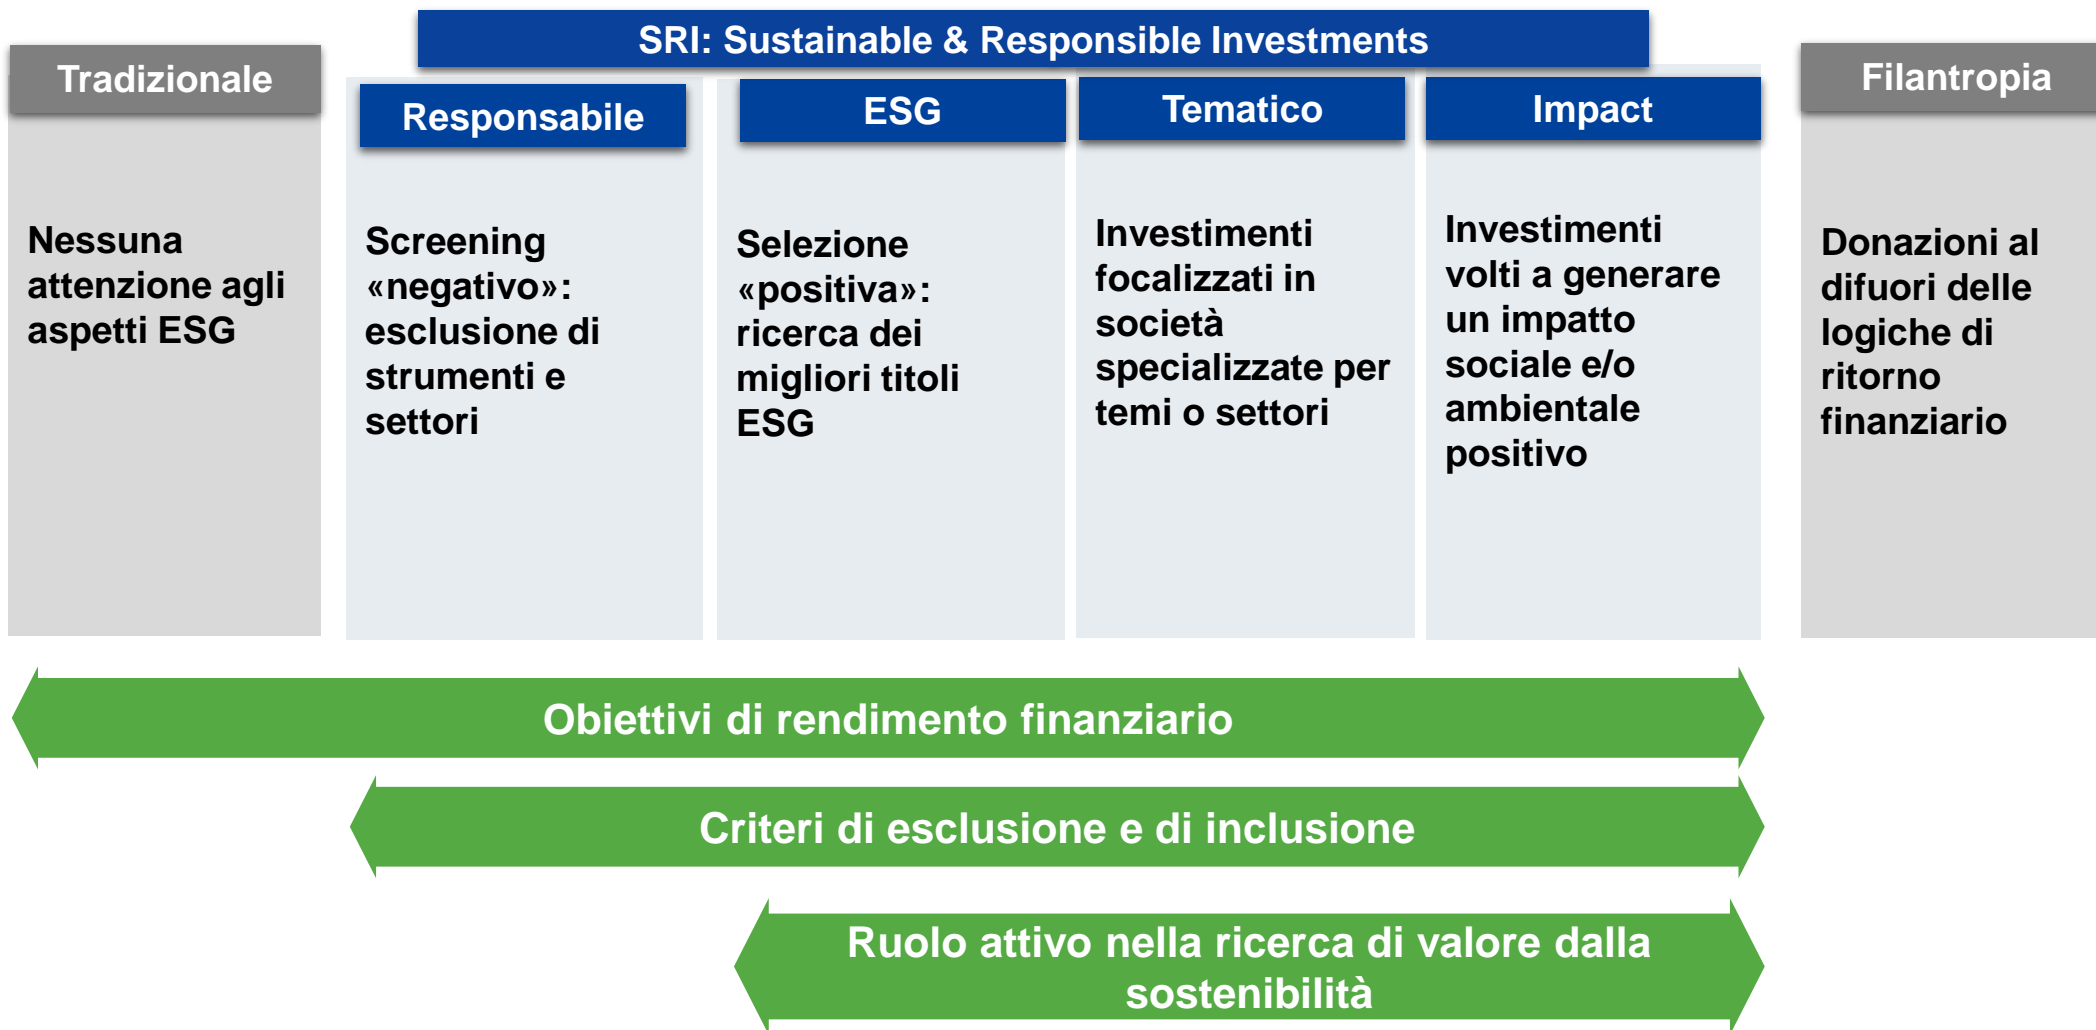 SRI: Sustainable & Responsible Investments
Tradizionale
Nessuna
attenzione agli
aspetti ESG
Responsabile
Screening
«negativo»:
esclusione di
strumenti e
settori
ESG
Selezione
«positiva»:
ricerca dei
migliori titoli
ESG
Tematico
Investimenti
focalizzati in
società
specializzate per
temi o settori
Impact
Investimenti
volti a generare
un impatto
sociale e/o
ambientale
positivo
Filantropia
Donazioni al
difuori delle
logiche di
ritorno
finanziario
Obiettivi di rendimento finanziario
Criteri di esclusione e di inclusione
Ruolo attivo nella ricerca di valore dalla
sostenibilità